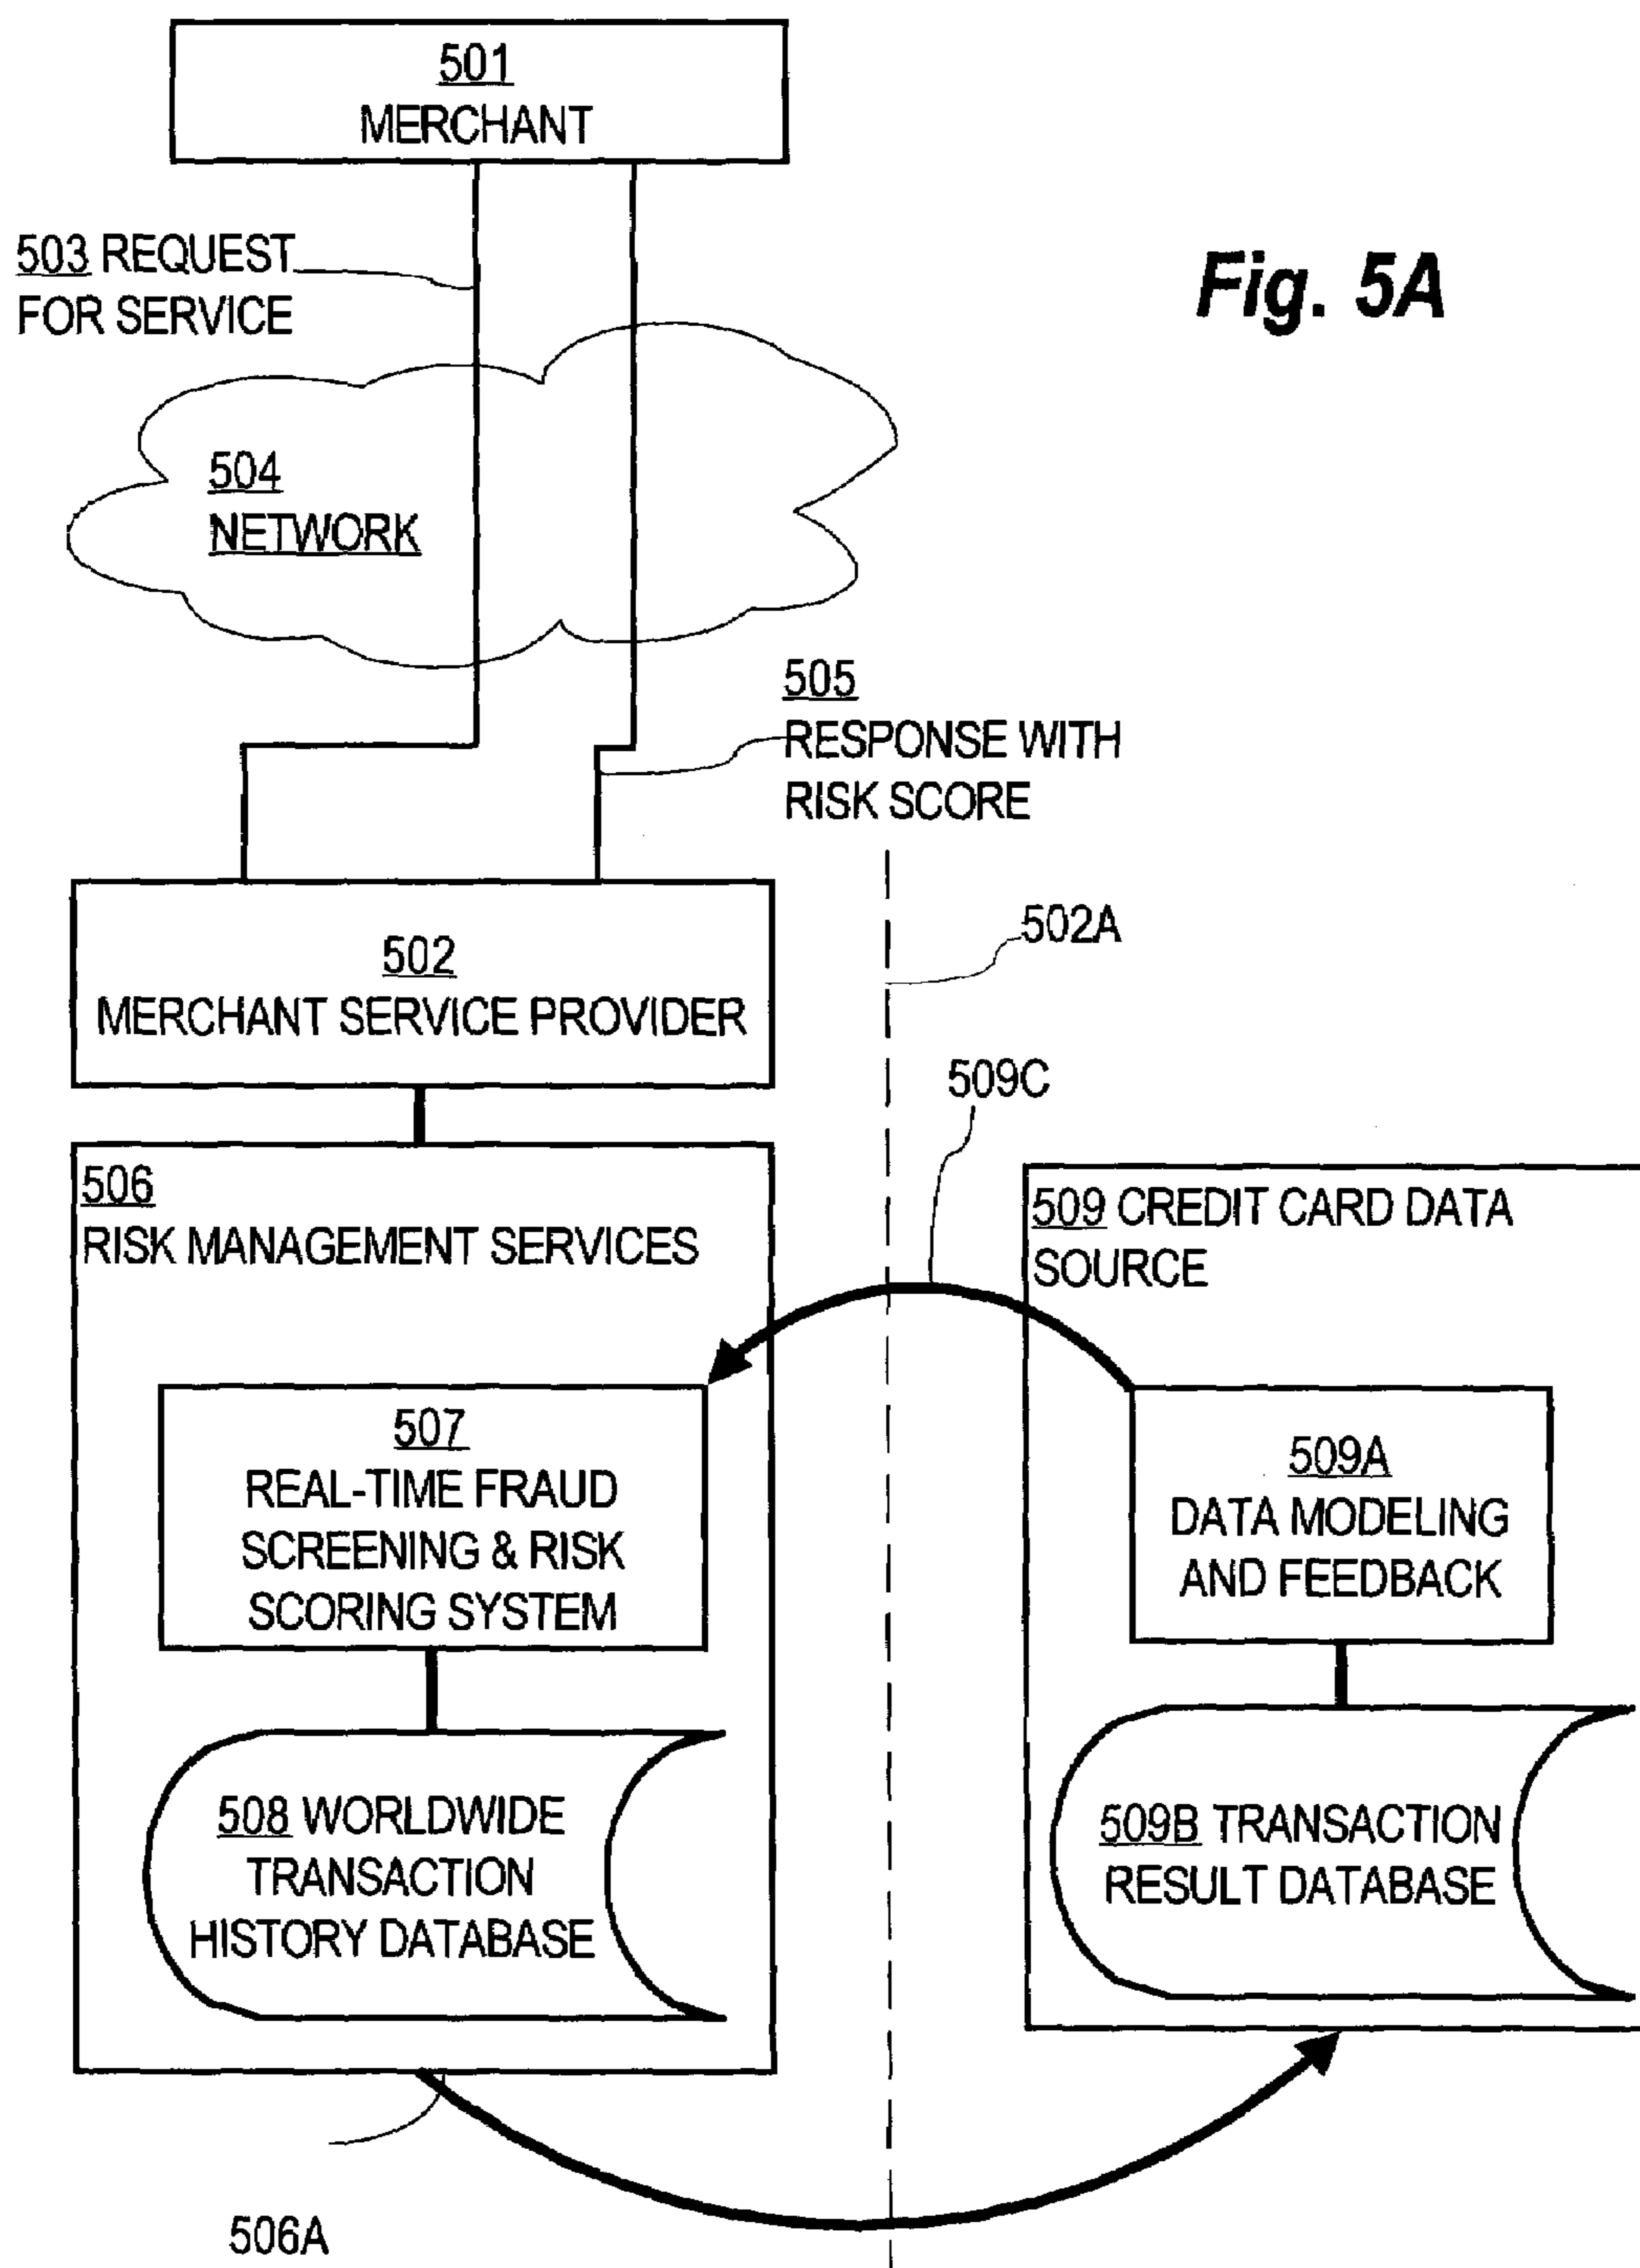 501
MERCHANT
503 REQUEST
FOR SERVICE
Fig. 5A
504
NETWORK
505
RESPONSE WITH
RISK SCORE
502A
502
MERCHANT SERVICE PROVIDER
509C
506
RISK MANAGEMENT SERVICES
509 CREDIT CARD DATA
SOURCE
507
REAL-TIME FRAUD
SCREENING & RISK
SCORING SYSTEM
509A
DATA MODELING
AND FEEDBACK
508 WORLDWIDE
TRANSACTION
HISTORY DATABASE
509B TRANSACTION
RESULT DATABASE
506A